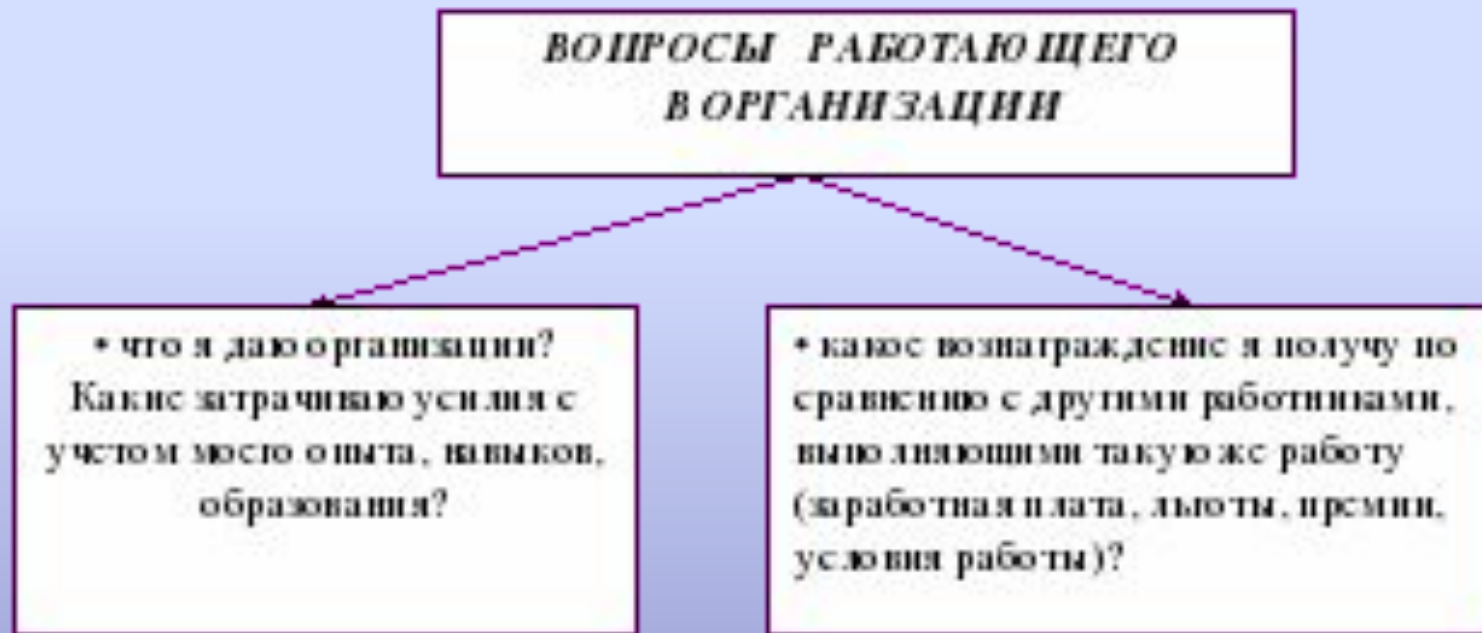 ВОПРОСЫ РАБОТАЮЩЕГО
В ОРГАНИЗАЦИИ
• что я даю организации?
Какие затрачиваю усилия с
учетом моего опыта, навыков,
образования?
• какое вознаграждение я получу по
сравнению с другими работниками,
выполняющими такую же работу
(заработная плата, льготы, премии,
условия работы)?